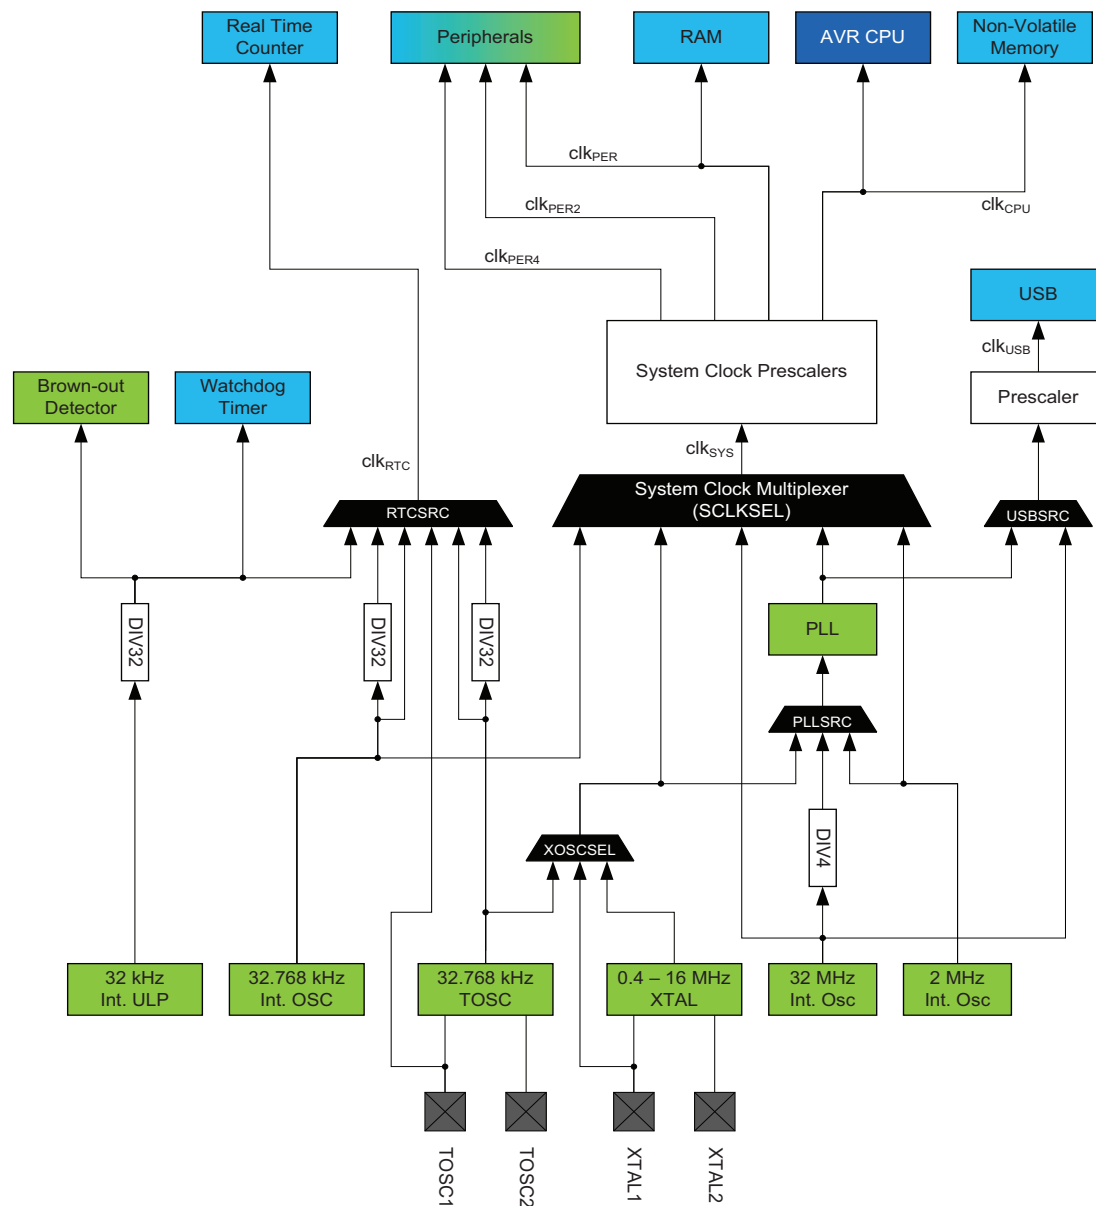 Real Time
Counter
Peripherals
RAM
AVR CPU
Non-Volatile
Memory
clkPER
clkPER2
clkCPU
clkPER4
USB
clkUSB
System Clock Prescalers
Brown-out
Detector
Watchdog
Timer
Prescaler
clkSYS
clkRTC
System Clock Multiplexer
(SCLKSEL)
RTCSRC
USBSRC
DIV32
DIV32
DIV32
PLL
PLLSRC
DIV4
XOSCSEL
32 kHz
Int. ULP
32.768 kHz
Int. OSC
32.768 kHz
TOSC
0.4 – 16 MHz
XTAL
32 MHz
Int. Osc
2 MHz
Int. Osc
TOSC1
TOSC2
XTAL1
XTAL2